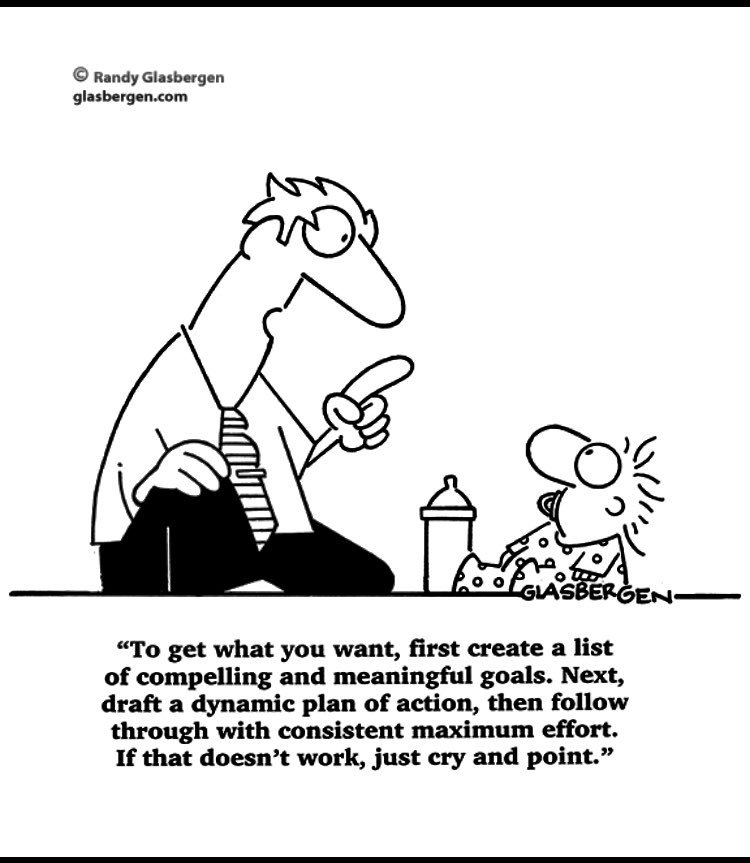 © Randy Glasbergen
glasbergen.com
GLASBERGEN
“To get what you want, first create a list
of compelling and meaningful goals. Next,
draft a dynamic plan of action, then follow
through with consistent maximum effort.
If that doesn’t work, just cry and point.”